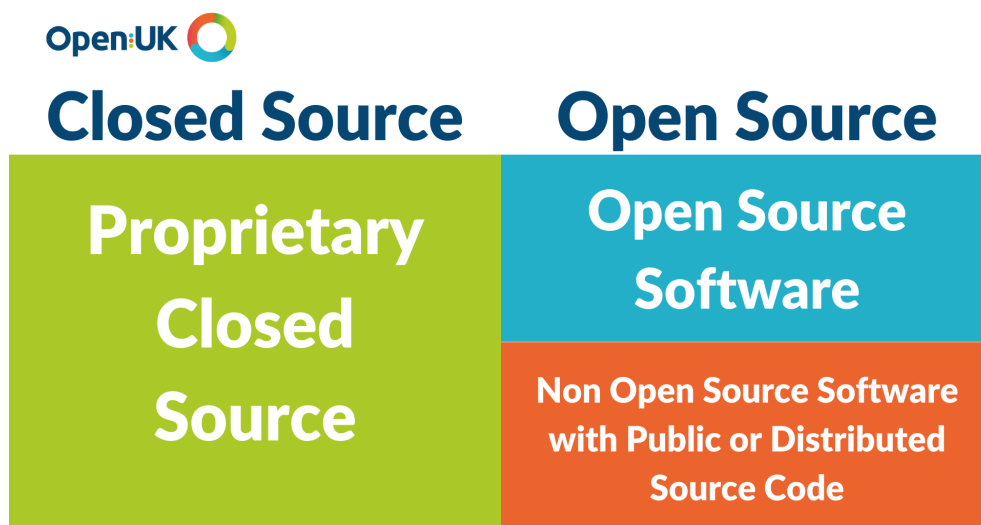 Open:UK
Closed Source
Open Source
Proprietary
Closed
Source
Open Source
Software
Non Open Source Software
with Public or Distributed
Source Code